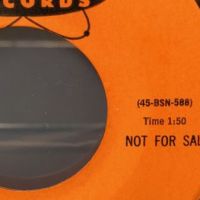 CORDS
(45-BSN-588)
Time 1:50
NOT FOR SAL